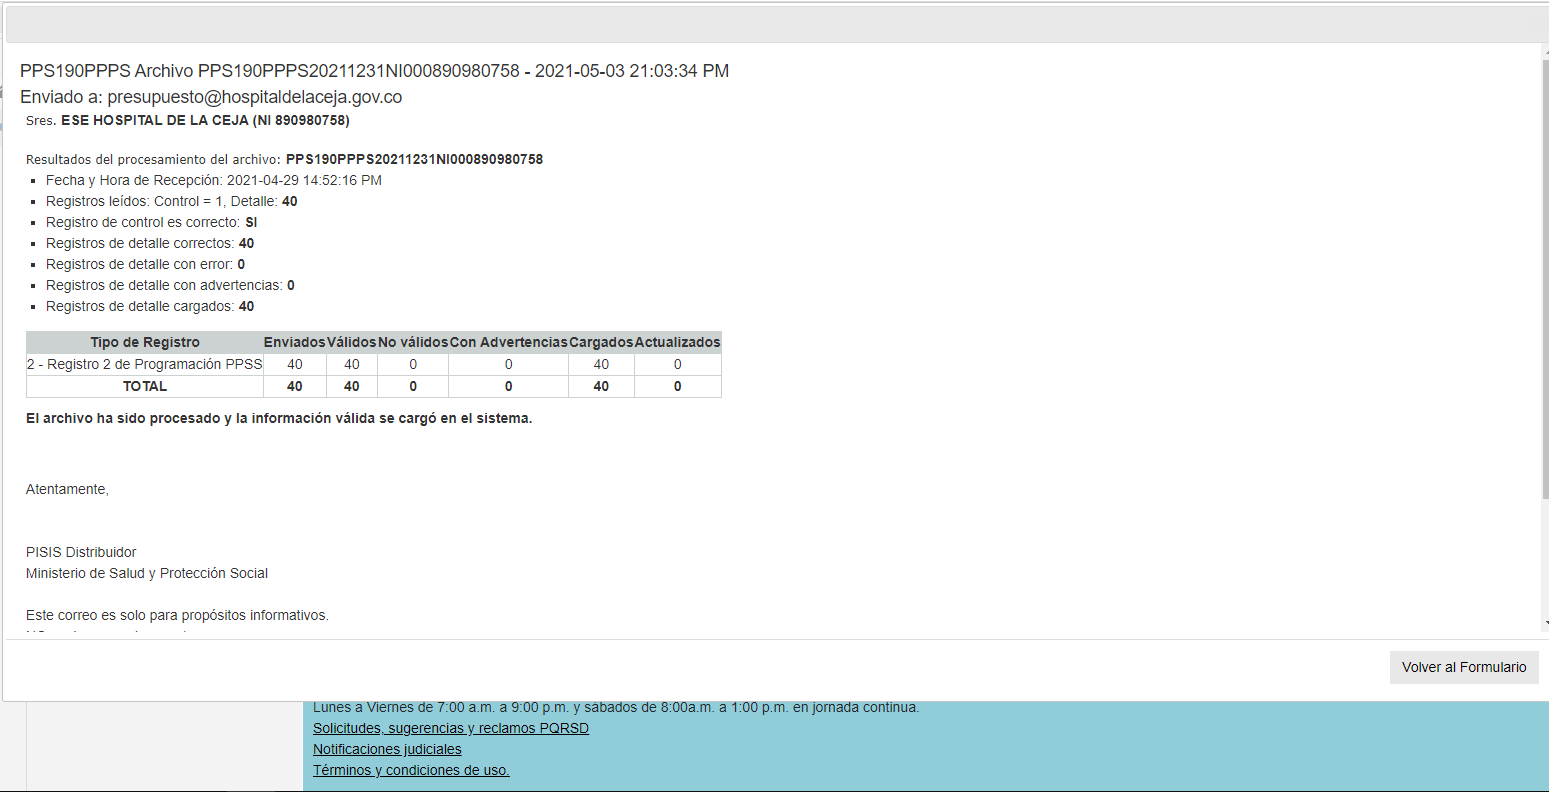 PPS190PPPS Archivo PPS190PPPS20211231NI000890980758 - 2021-05-03 21:03:34 PM
Enviado a: presupuesto@hospitaldelaceja.gov.co
Sres. ESE HOSPITAL DE LA CEJA (NI 890980758)
Resultados del procesamiento del archivo: PPS190PPPS20211231NI000890980758
Fecha y Hora de Recepción: 2021-04-29 14:52:16 PM
Registros leídos: Control = 1, Detalle: 40
Registro de control es correcto: SI
Registros de detalle correctos: 40
Registros de detalle con error: 0
Registros de detalle con advertencias: 0
Registros de detalle cargados: 40
Tipo de Registro Enviados Válidos No válidos Con Advertencias Cargados Actualizados
2 - Registro 2 de Programación PPSS 40 40 0 0 40 0
TOTAL 40 40 0 0 40 0
El archivo ha sido procesado y la información válida se cargó en el sistema.
Atentamente,
PISIS Distribuidor
Ministerio de Salud y Protección Social
Este correo es solo para propósitos informativos.
Volver al Formulario
Lunes a Viernes de 7:00 a.m. a 9:00 p.m. y sábados de 8:00a.m. a 1:00 p.m. en jornada continua.
Solicitudes, sugerencias y reclamos PQRSD
Notificaciones judiciales
Términos y condiciones de uso.